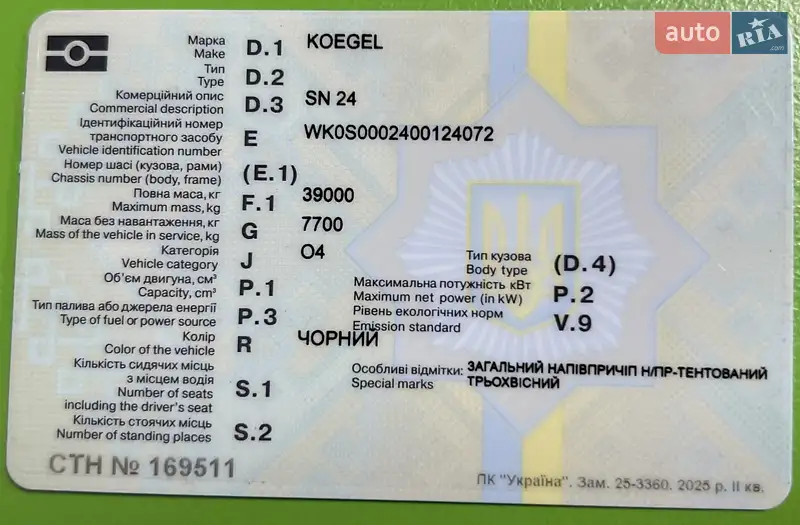 auto RIA.com
Марка
Make D.1 KOEGEL
Тип
Type D.2
Комерційний опис
Commercial description D.3 SN 24
Ідентифікаційний номер
транспортного засобу
Vehicle identification number E WK0S0002400124072
Номер шасі (кузова, рами)
Chassis number (body, frame) (E.1)
Повна маса, кг
Maximum mass, kg F.1 39000
Маса без навантаження, кг
Mass of the vehicle in service, kg G 7700
Категорія
Vehicle category J O4
Тип кузова
Body type (D.4)
Об'єм двигуна, см³
Capacity, cm³ P.1
Максимальна потужність кВт
Maximum net power (in kW) P.2
Тип палива або джерела енергії
Type of fuel or power source P.3
Рівень екологічних норм
Emission standard V.9
Колір
Color of the vehicle R ЧОРНИЙ
Кількість сидячих місць
з місцем водія
Number of seats
including the driver's seat S.1
Особливі відмітки: ЗАГАЛЬНИЙ НАПІВПРИЧІП Н/ПР-ТЕНТОВАНИЙ
Special marks ТРЬОХВІСНИЙ
Кількість стоячих місць
Number of standing places S.2
СТН № 169511
ПК "Україна". Зам. 25-3360. 2025 р. II кв.